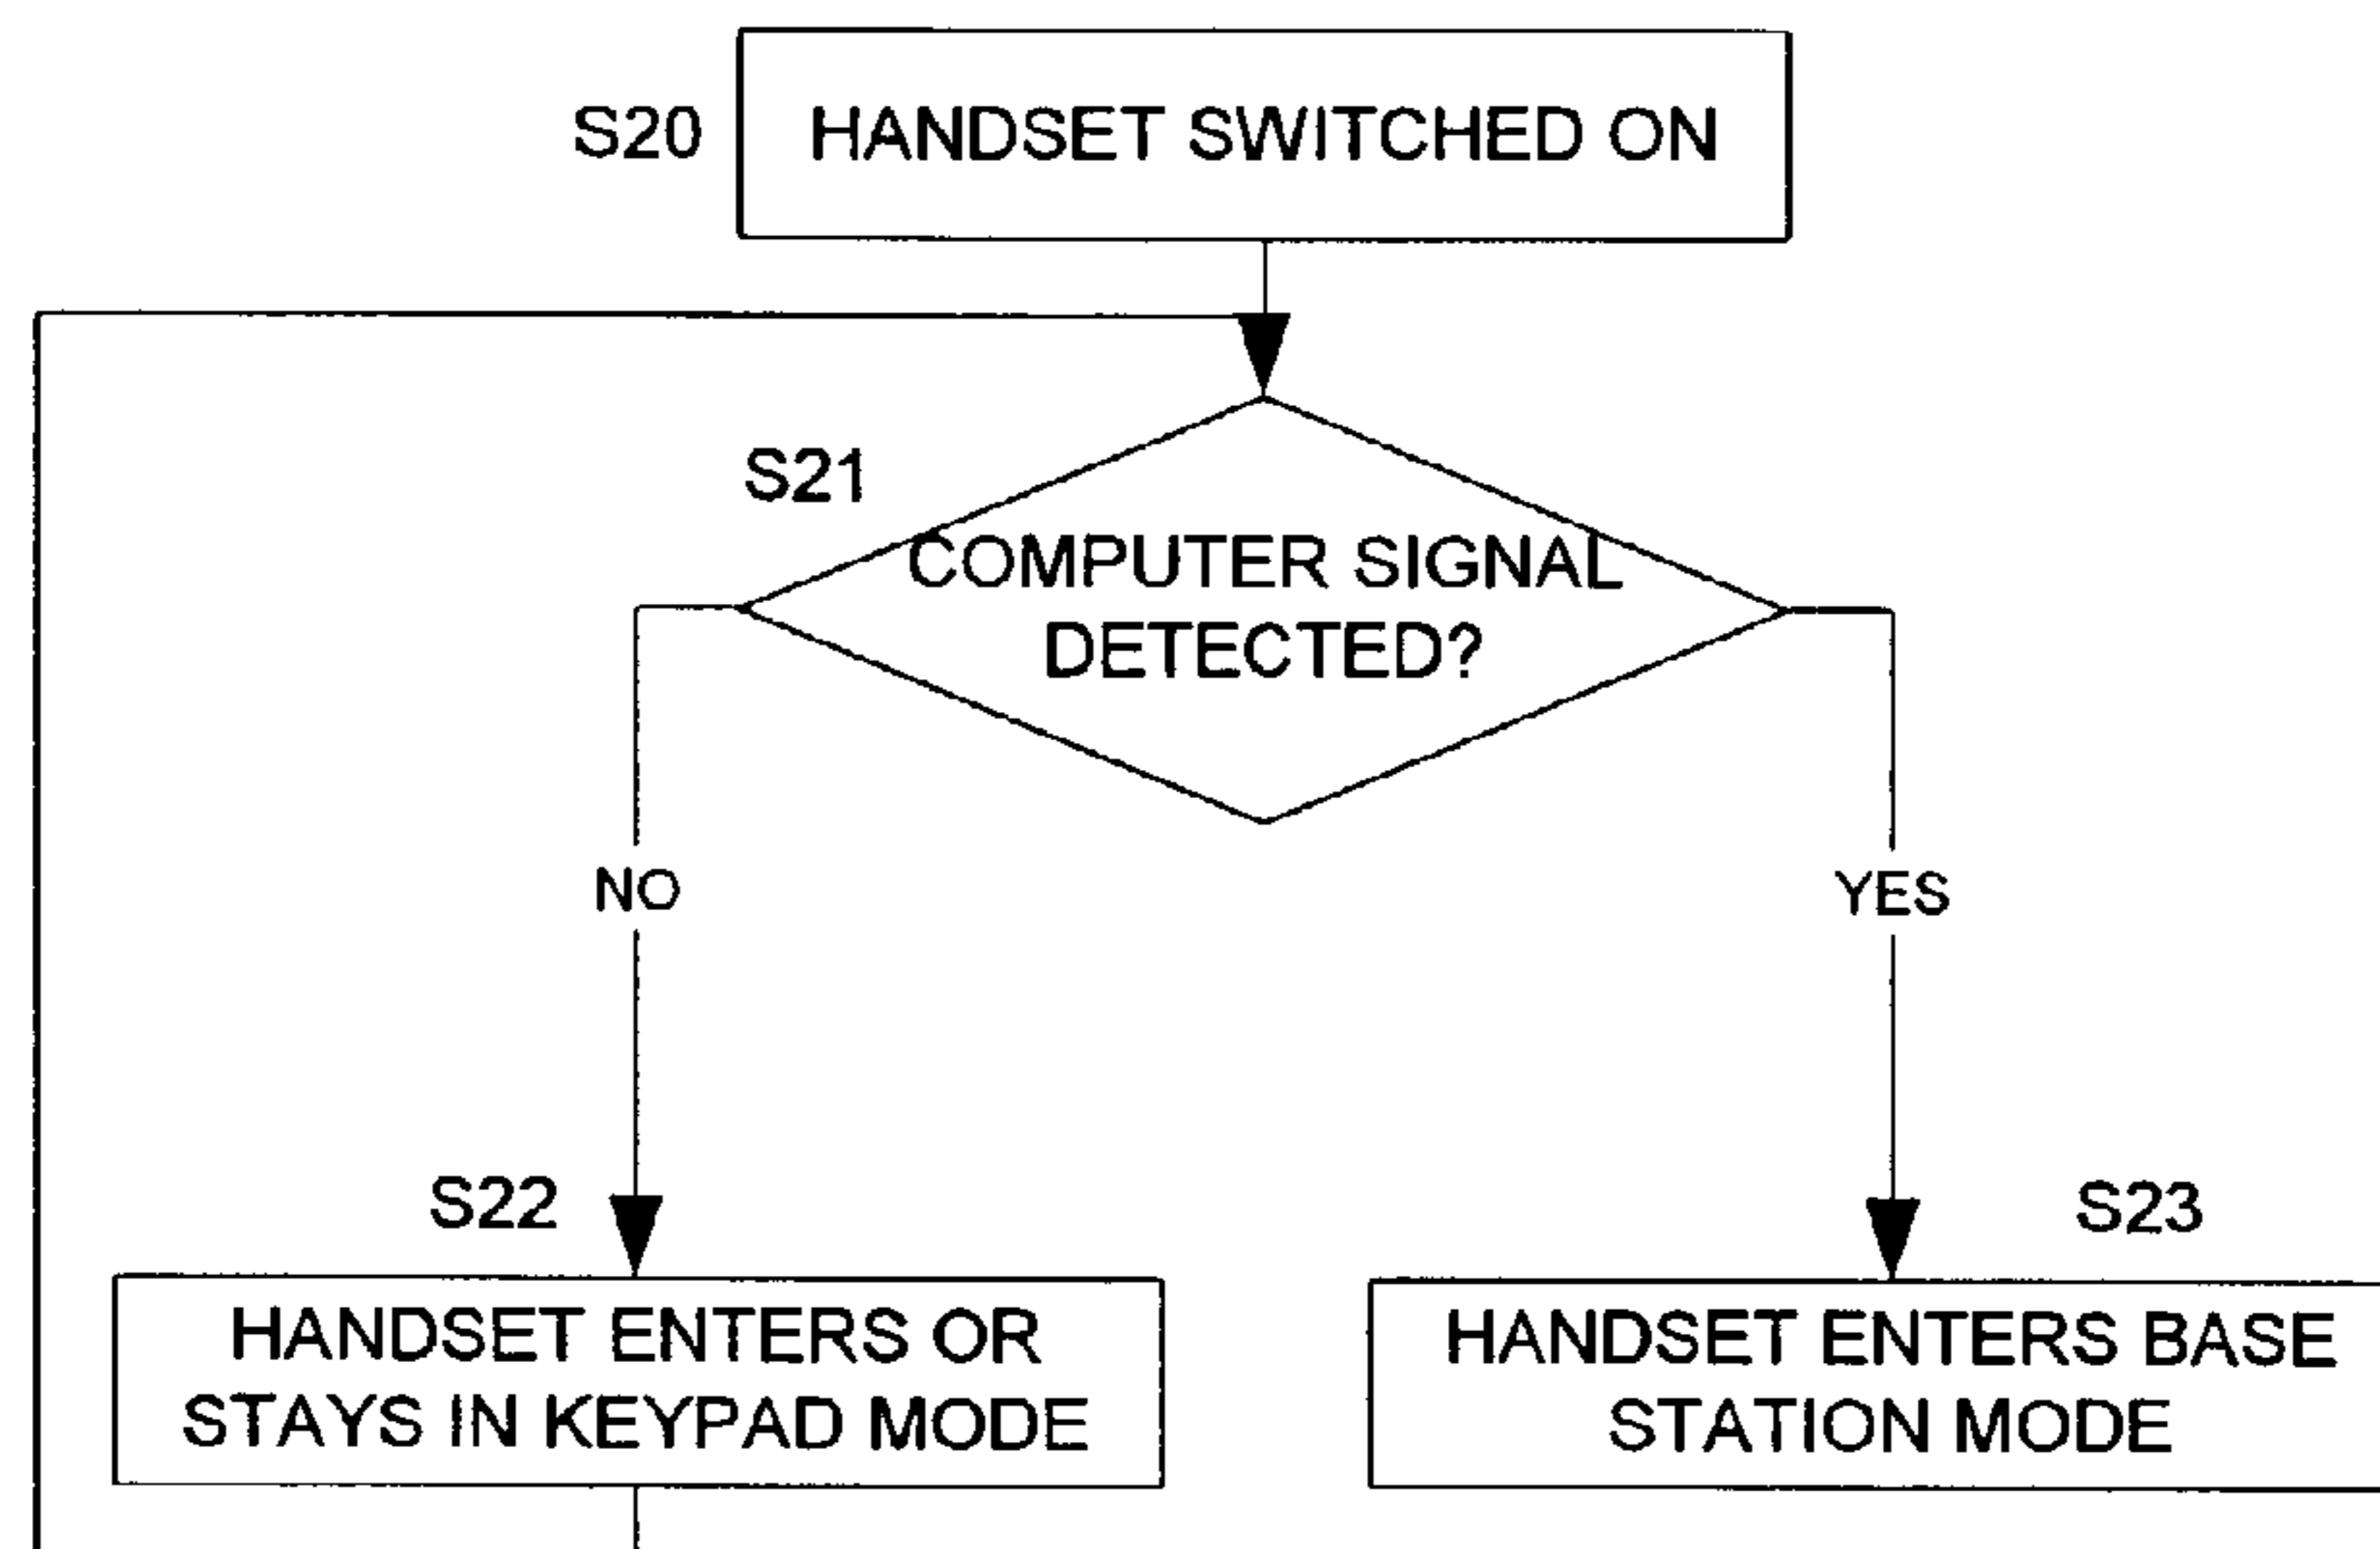 S20
HANDSET SWITCHED ON
S21
COMPUTER SIGNAL
DETECTED?
NO
YES
S22
S23
HANDSET ENTERS OR
STAYS IN KEYPAD MODE
HANDSET ENTERS BASE
STATION MODE